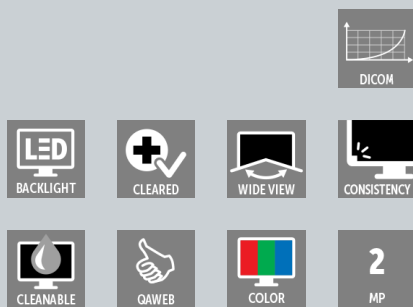 DICOM
LED
BACKLIGHT
CLEARED
WIDE VIEW
CONSISTENCY
CLEANABLE
QAWEB
COLOR
2
MP